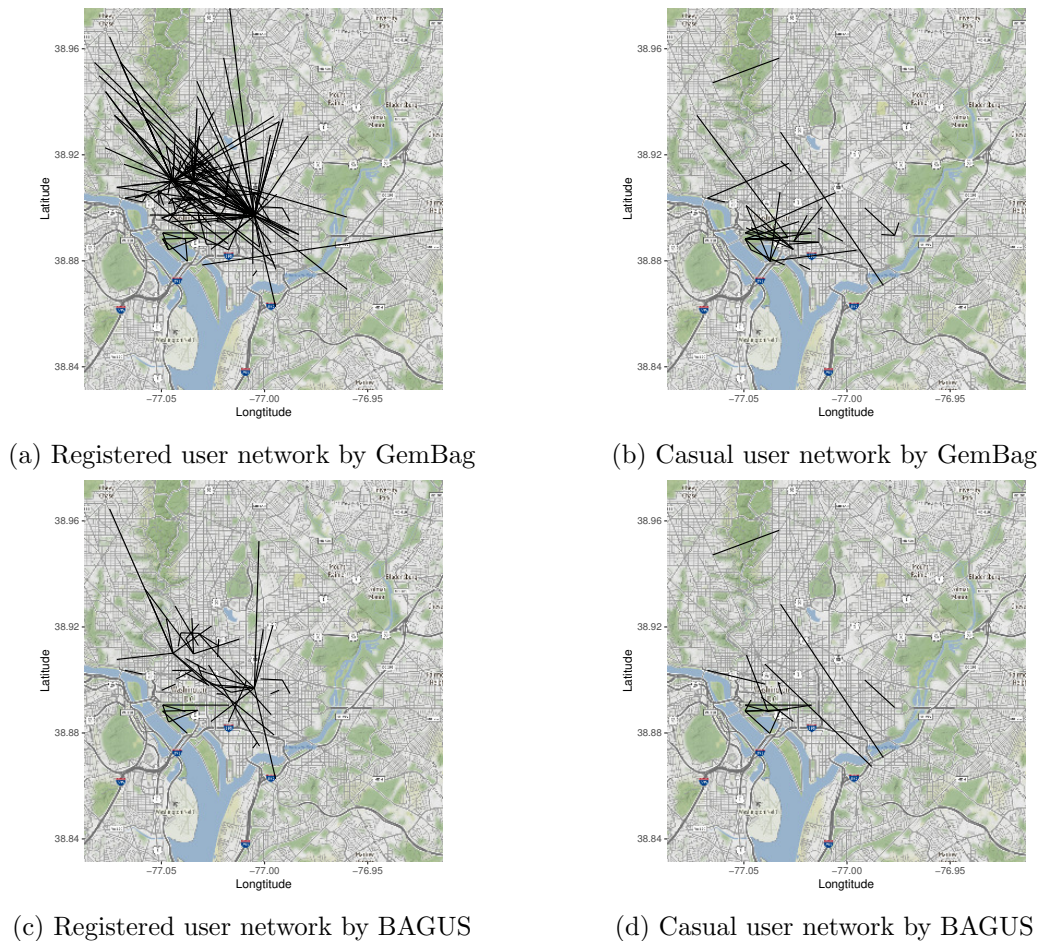 38.96
38.92
38.88
38.84
Latitude
−77.05
−77.00
−76.95
Longtitude
38.96
38.92
38.88
38.84
Latitude
−77.05
−77.00
−76.95
Longtitude
(a) Registered user network by GemBag
(b) Casual user network by GemBag
38.96
38.92
38.88
38.84
Latitude
−77.05
−77.00
−76.95
Longtitude
38.96
38.92
38.88
38.84
Latitude
−77.05
−77.00
−76.95
Longtitude
(c) Registered user network by BAGUS
(d) Casual user network by BAGUS